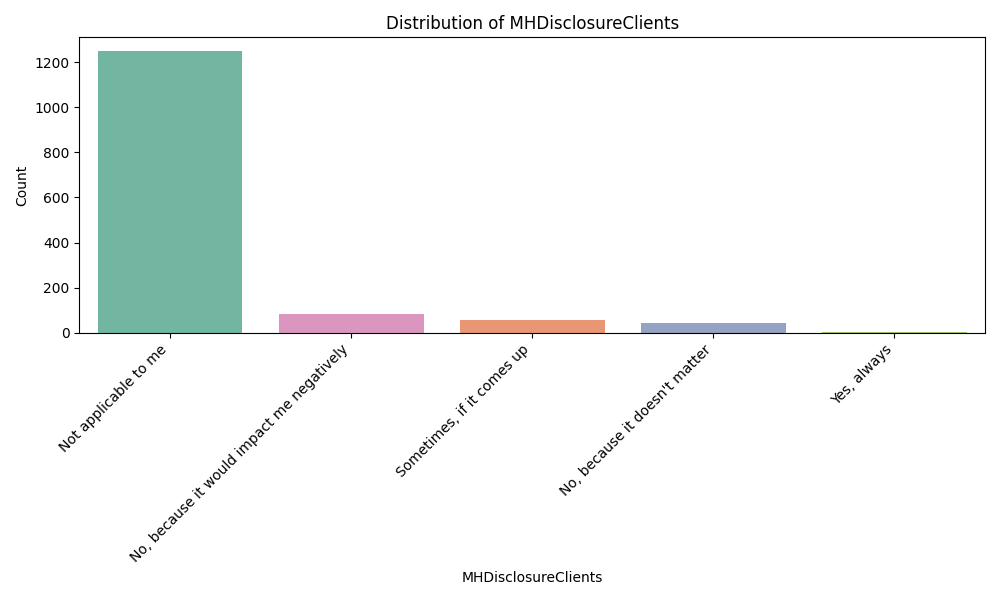 Distribution of MHDisclosureClients
Count
1200
1000
800
600
400
200
0
Not applicable to me
No, because it would impact me negatively
Sometimes, if it comes up
No, because it doesn't matter
Yes, always
MHDisclosureClients